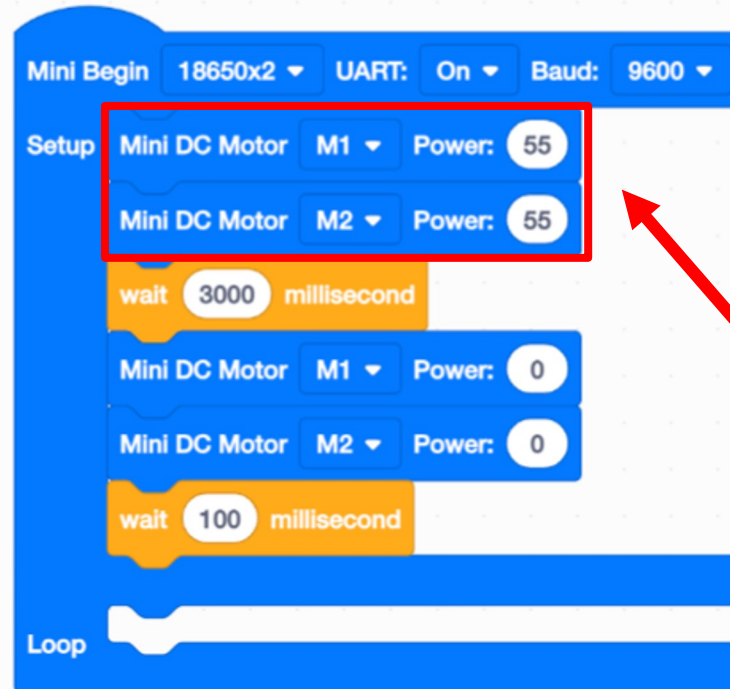 Mini Begin 18650x2 UART: On Baud: 9600
Setup Mini DC Motor M1 Power: 55
Mini DC Motor M2 Power: 55
wait 3000 millisecond
Mini DC Motor M1 Power: 0
Mini DC Motor M2 Power: 0
wait 100 millisecond
Loop